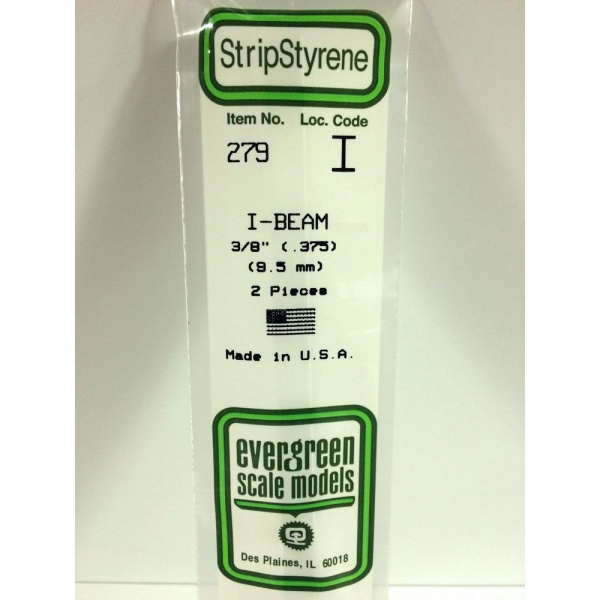 StripStyrene
Item No. Loc. Code
279 I
I-BEAM
3/8" (.375)
(9.5 mm)
2 Pieces
Made in U.S.A.
evergreen
scale models
Des Plaines, IL 60018